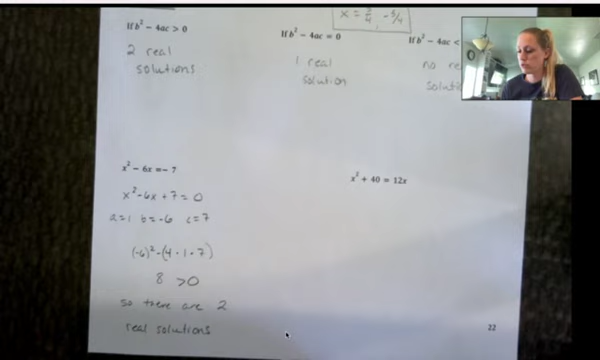 x = 3/4, -5/4
If b² − 4ac > 0
If b² − 4ac = 0
If b² − 4ac <
2 real
solutions
1 real
solution
no
x² − 6x = − 7
x² + 40 = 12x
x² - 6x + 7 = 0
a=1 b=-6 c=7
(-6)² - (4 · 1 · 7)
8 > 0
so there are 2
real solutions
22